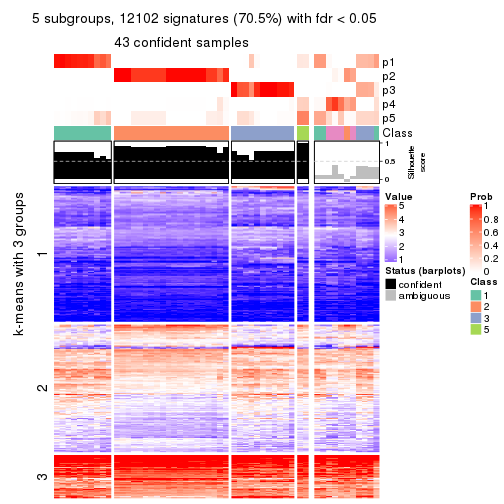 5 subgroups, 12102 signatures (70.5%) with fdr < 0.05
43 confident samples
p1
p2
p3
p4
p5
Class
1
0.5
0
Silhouette
score
k-means with 3 groups
1
2
3
Value
5
4
3
2
1
Status (barplots)
confident
ambiguous
Prob
1
0.8
0.6
0.4
0.2
0
Class
1
2
3
5